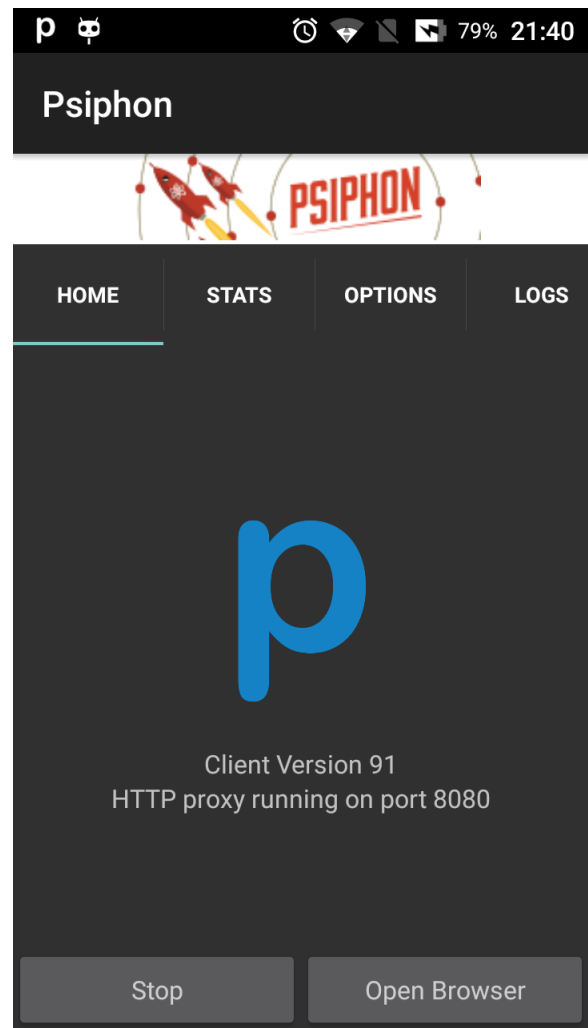 p 79% 21:40
Psiphon
PSIPHON
HOME STATS OPTIONS LOGS
p
Client Version 91
HTTP proxy running on port 8080
Stop Open Browser